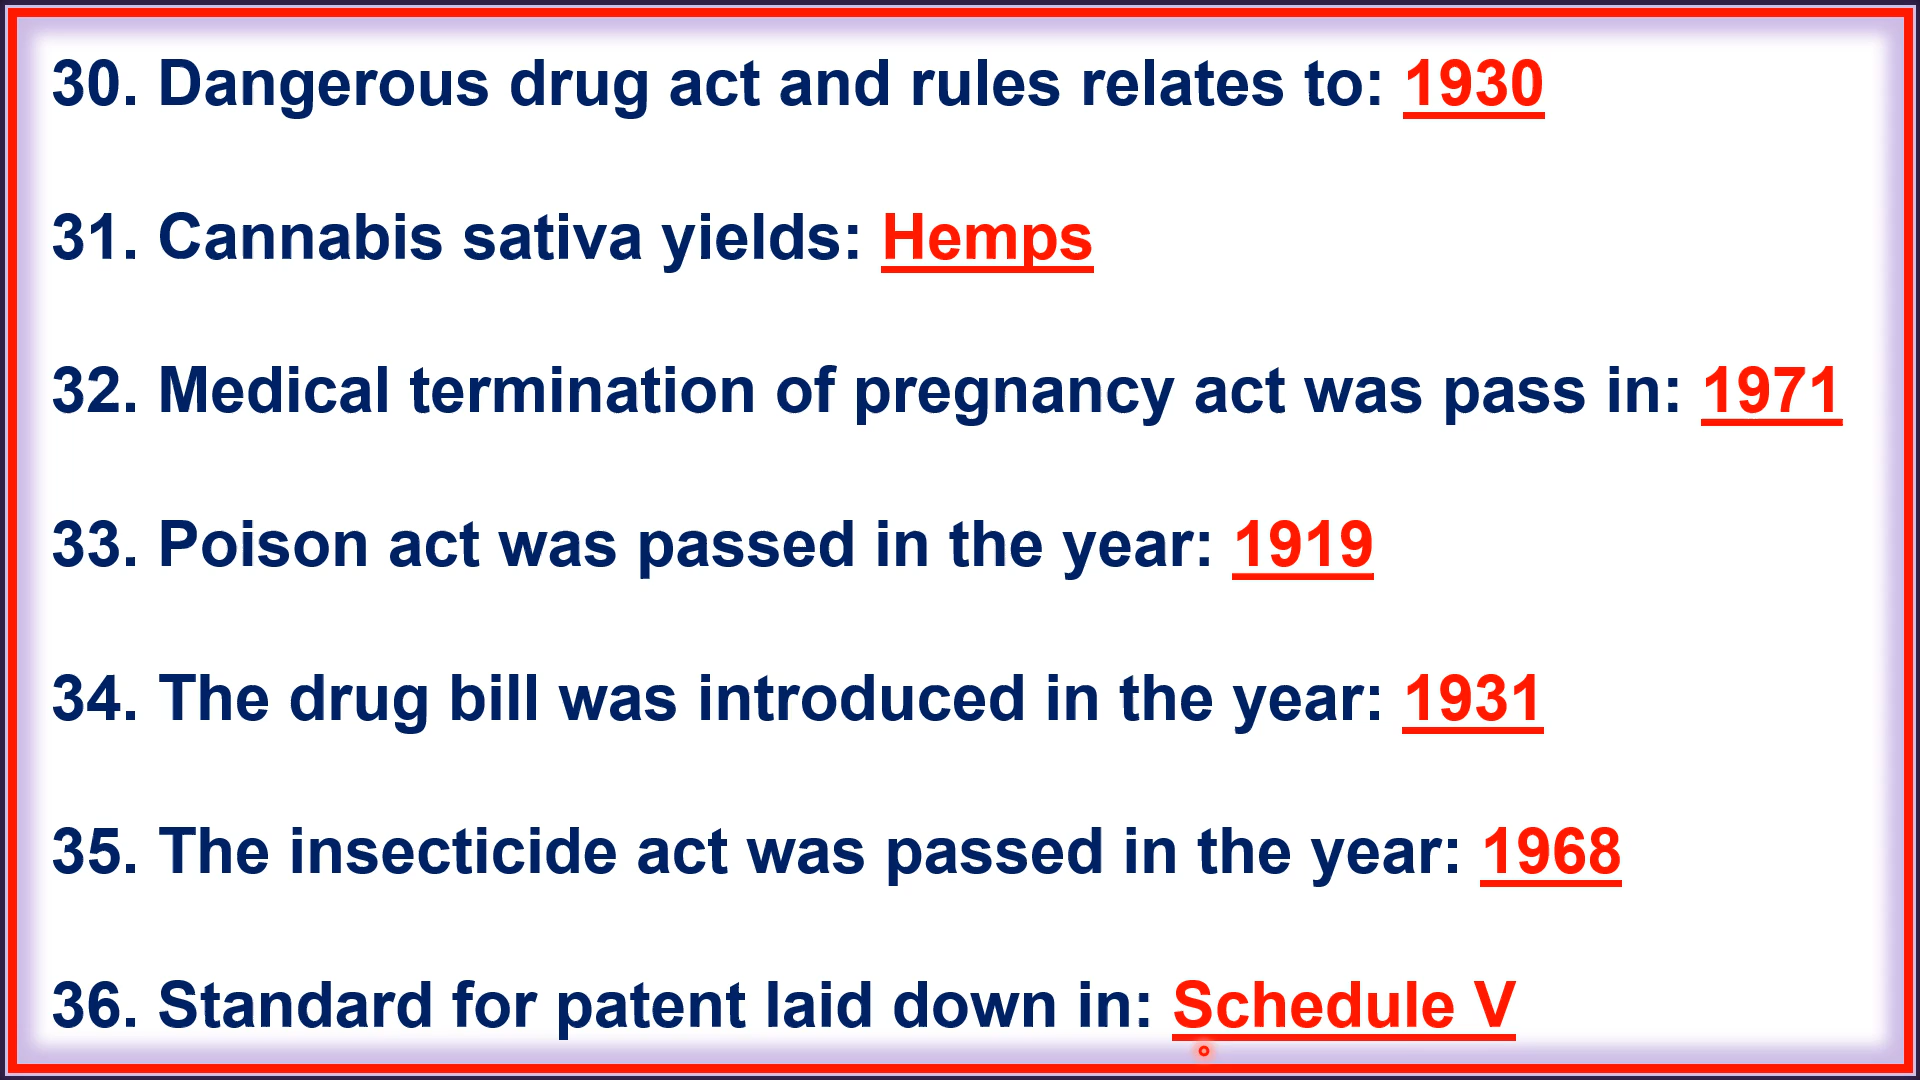 30. Dangerous drug act and rules relates to: 1930
31. Cannabis sativa yields: Hemps
32. Medical termination of pregnancy act was pass in: 1971
33. Poison act was passed in the year: 1919
34. The drug bill was introduced in the year: 1931
35. The insecticide act was passed in the year: 1968
36. Standard for patent laid down in: Schedule V